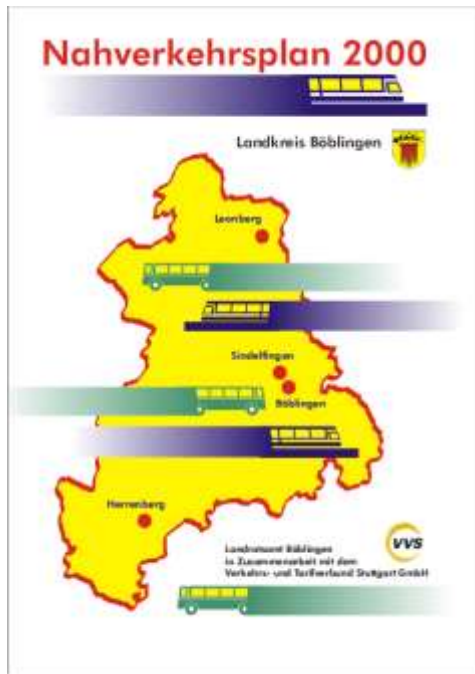 Nahverkehrsplan 2000
Landkreis Böblingen
Leonberg
Sindelfingen
Böblingen
Herrenberg
VVS
Landratsamt Böblingen
in Zusammenarbeit mit dem
Verkehrs- und Tarifverbund Stuttgart GmbH